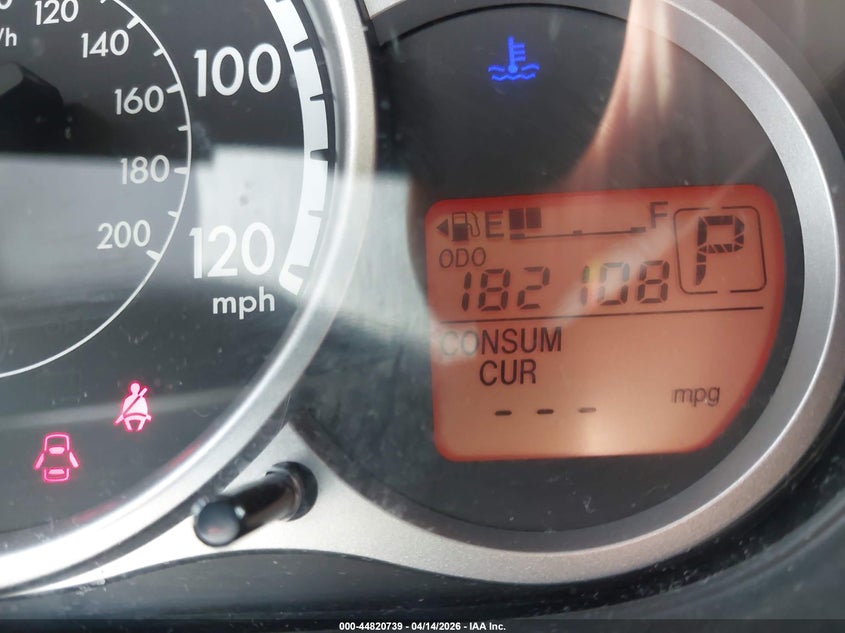 120
140
100
160
180
200
120
mph
E F
P
ODO
182108
CONSUM
CUR
--- mpg
000-44820739 - 04/14/2026 - IAA Inc.